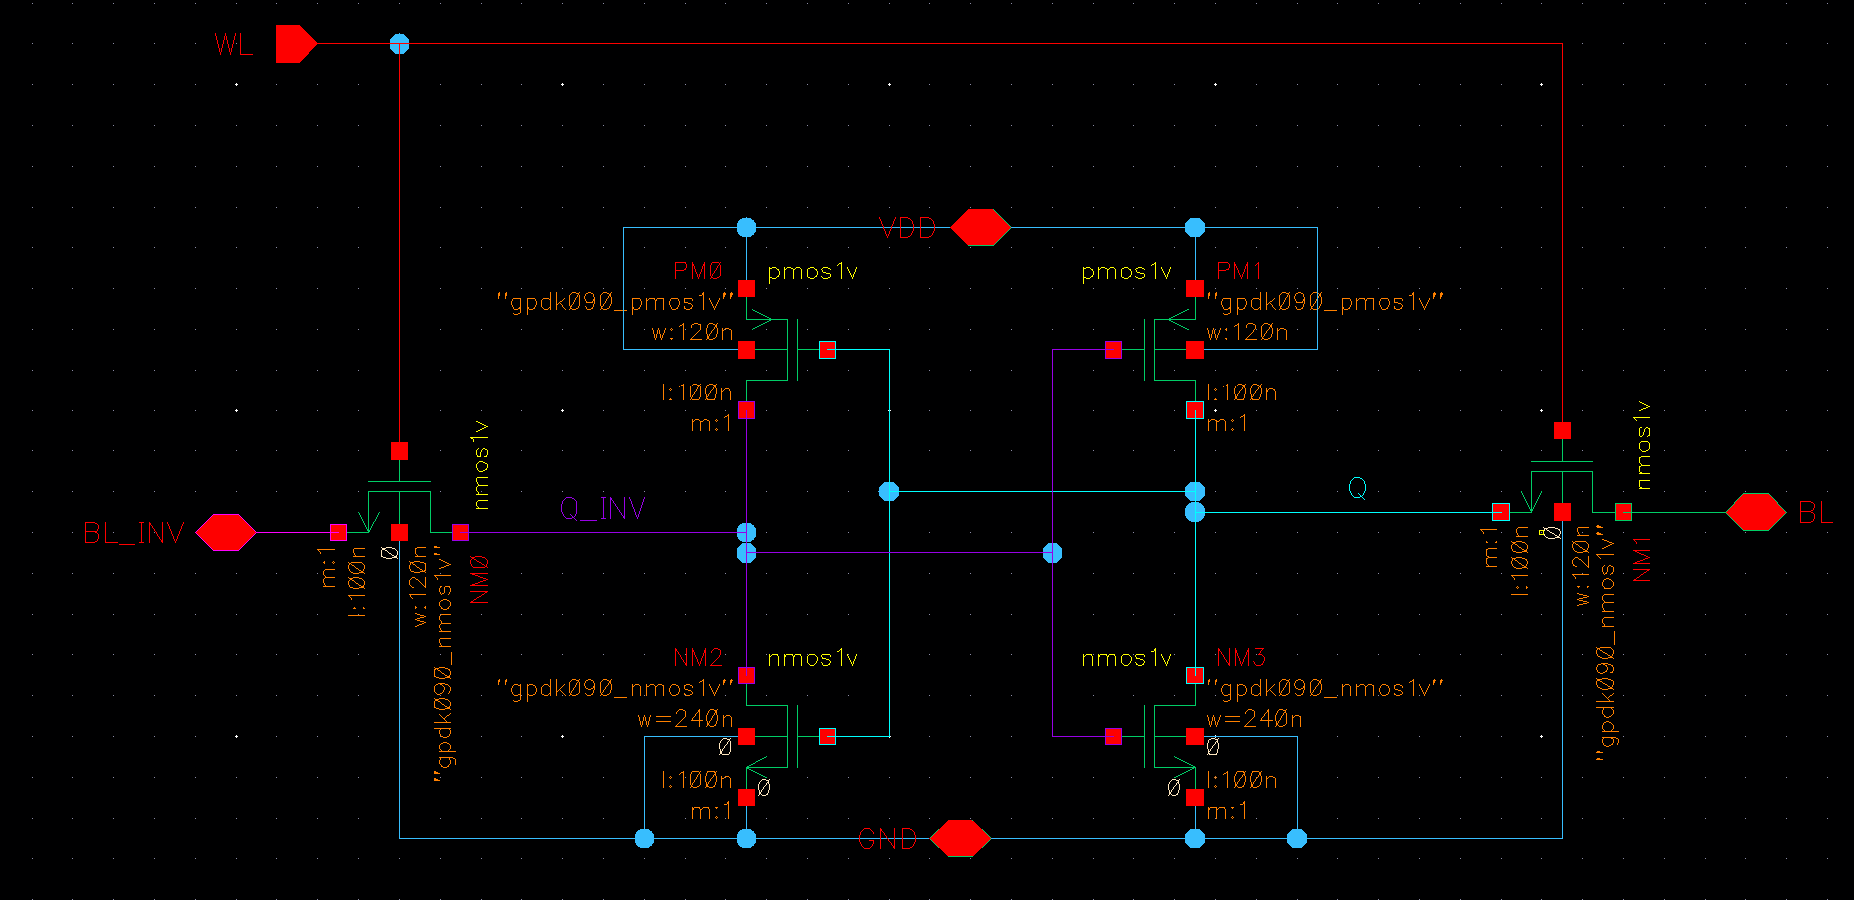 WL
VDD
PM0
pmos1v
"gpdk090_pmos1v"
w:120n
l:100n
m:1
pmos1v
PM1
"gpdk090_pmos1v"
w:120n
l:100n
m:1
BL_INV
nmos1v
NM0
"gpdk090_nmos1v"
w:120n
l:100n
m:1
0
Q_INV
Q
nmos1v
NM1
"gpdk090_nmos1v"
w:120n
l:100n
m:1
0
BL
NM2
nmos1v
"gpdk090_nmos1v"
w=240n
0
l:100n
0
m:1
nmos1v
NM3
"gpdk090_nmos1v"
w=240n
0
0
l:100n
m:1
GND